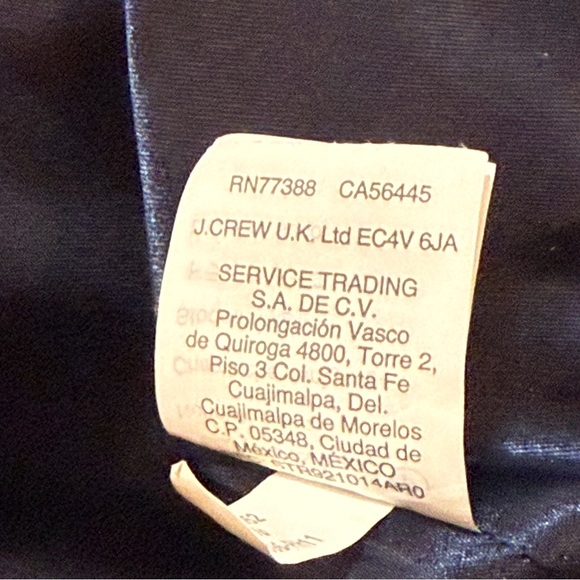 RN77388 CA56445
J.CREW U.K. Ltd EC4V 6JA
SERVICE TRADING
S.A. DE C.V.
Prolongación Vasco
de Quiroga 4800, Torre 2,
Piso 3 Col. Santa Fe
Cuajimalpa, Del.
Cuajimalpa de Morelos
C.P. 05348, Ciudad de
México, MÉXICO
STR921014AR0